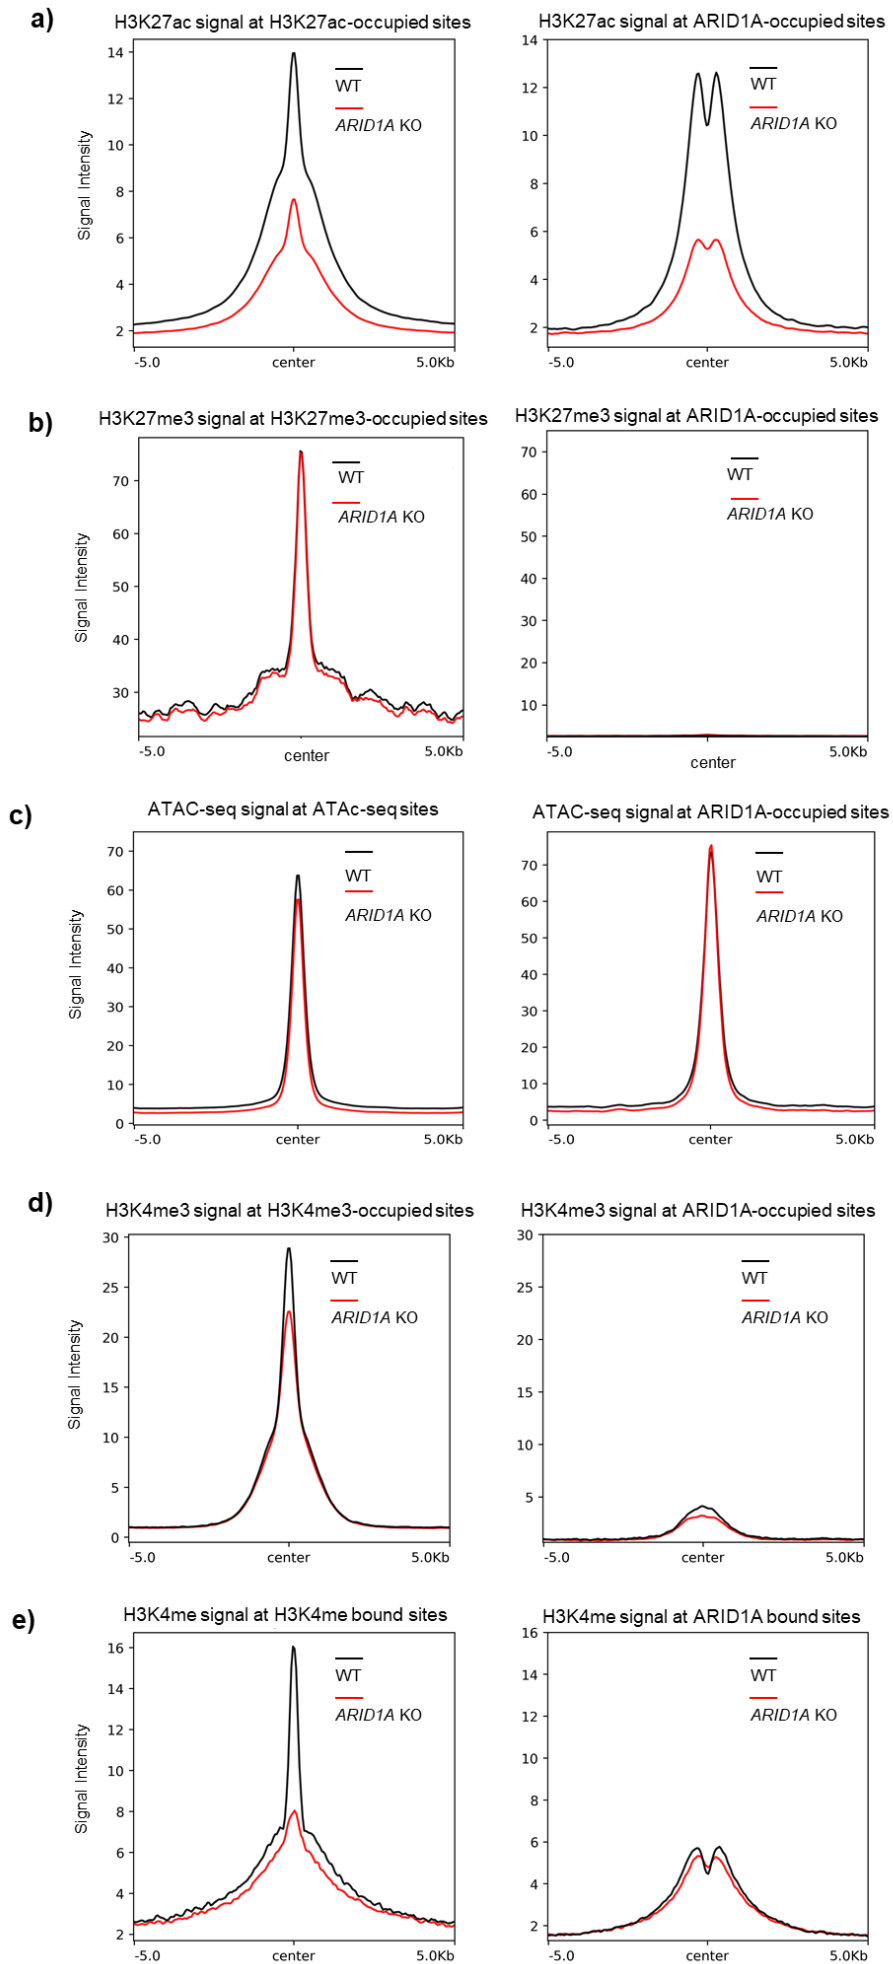 a)
H3K27ac signal at H3K27ac-occupied sites
H3K27ac signal at ARID1A-occupied sites
Signal Intensity
14
12
10
8
6
4
2
WT
ARID1A KO
-5.0
center
5.0Kb
14
12
10
8
6
4
2
WT
ARID1A KO
-5.0
center
5.0Kb
b)
H3K27me3 signal at H3K27me3-occupied sites
H3K27me3 signal at ARID1A-occupied sites
Signal Intensity
70
60
50
40
30
WT
ARID1A KO
-5.0
center
5.0Kb
70
60
50
40
30
20
10
WT
ARID1A KO
-5.0
center
5.0Kb
c)
ATAC-seq signal at ATAc-seq sites
ATAC-seq signal at ARID1A-occupied sites
Signal Intensity
70
60
50
40
30
20
10
0
WT
ARID1A KO
-5.0
center
5.0Kb
70
60
50
40
30
20
10
0
WT
ARID1A KO
-5.0
center
5.0Kb
d)
H3K4me3 signal at H3K4me3-occupied sites
H3K4me3 signal at ARID1A-occupied sites
Signal Intensity
30
25
20
15
10
5
0
WT
ARID1A KO
-5.0
center
5.0Kb
30
25
20
15
10
5
WT
ARID1A KO
-5.0
center
5.0Kb
e)
H3K4me signal at H3K4me bound sites
H3K4me signal at ARID1A bound sites
Signal Intensity
16
14
12
10
8
6
4
2
WT
ARID1A KO
-5.0
center
5.0Kb
16
14
12
10
8
6
4
2
WT
ARID1A KO
-5.0
center
5.0Kb